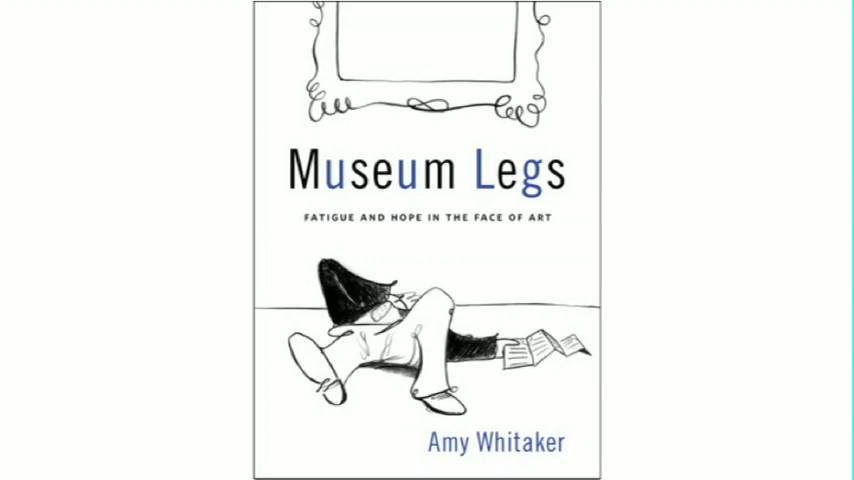 Museum Legs
FATIGUE AND HOPE IN THE FACE OF ART
Amy Whitaker